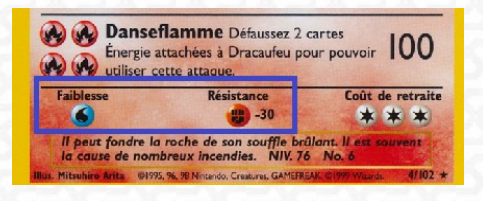 Danseflamme Défaussez 2 cartes
Énergie attachées à Dracaufeu pour pouvoir 100
utiliser cette attaque.
Faiblesse Résistance Coût de retraite
-30
Il peut fondre la roche de son souffle brûlant. Il est souvent
la cause de nombreux incendies. NIV. 76 No. 6
Illus. Mitsuhiro Arita ©1995, 96, 98 Nintendo, Creatures, GAMEFREAK. ©1999 Wizards. 4/102 ★